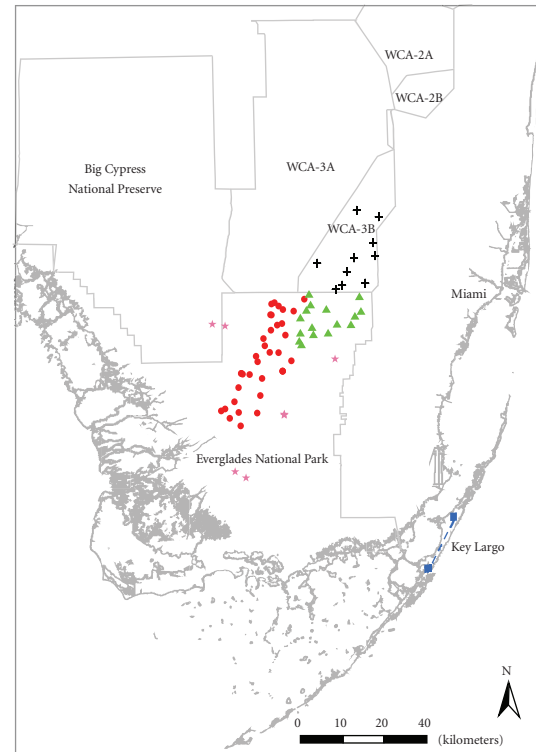 WCA-2A
WCA-2B
WCA-3A
Big Cypress
National Preserve
WCA-3B
Miami
Everglades National Park
Key Largo
N
0 10 20 40
(kilometers)